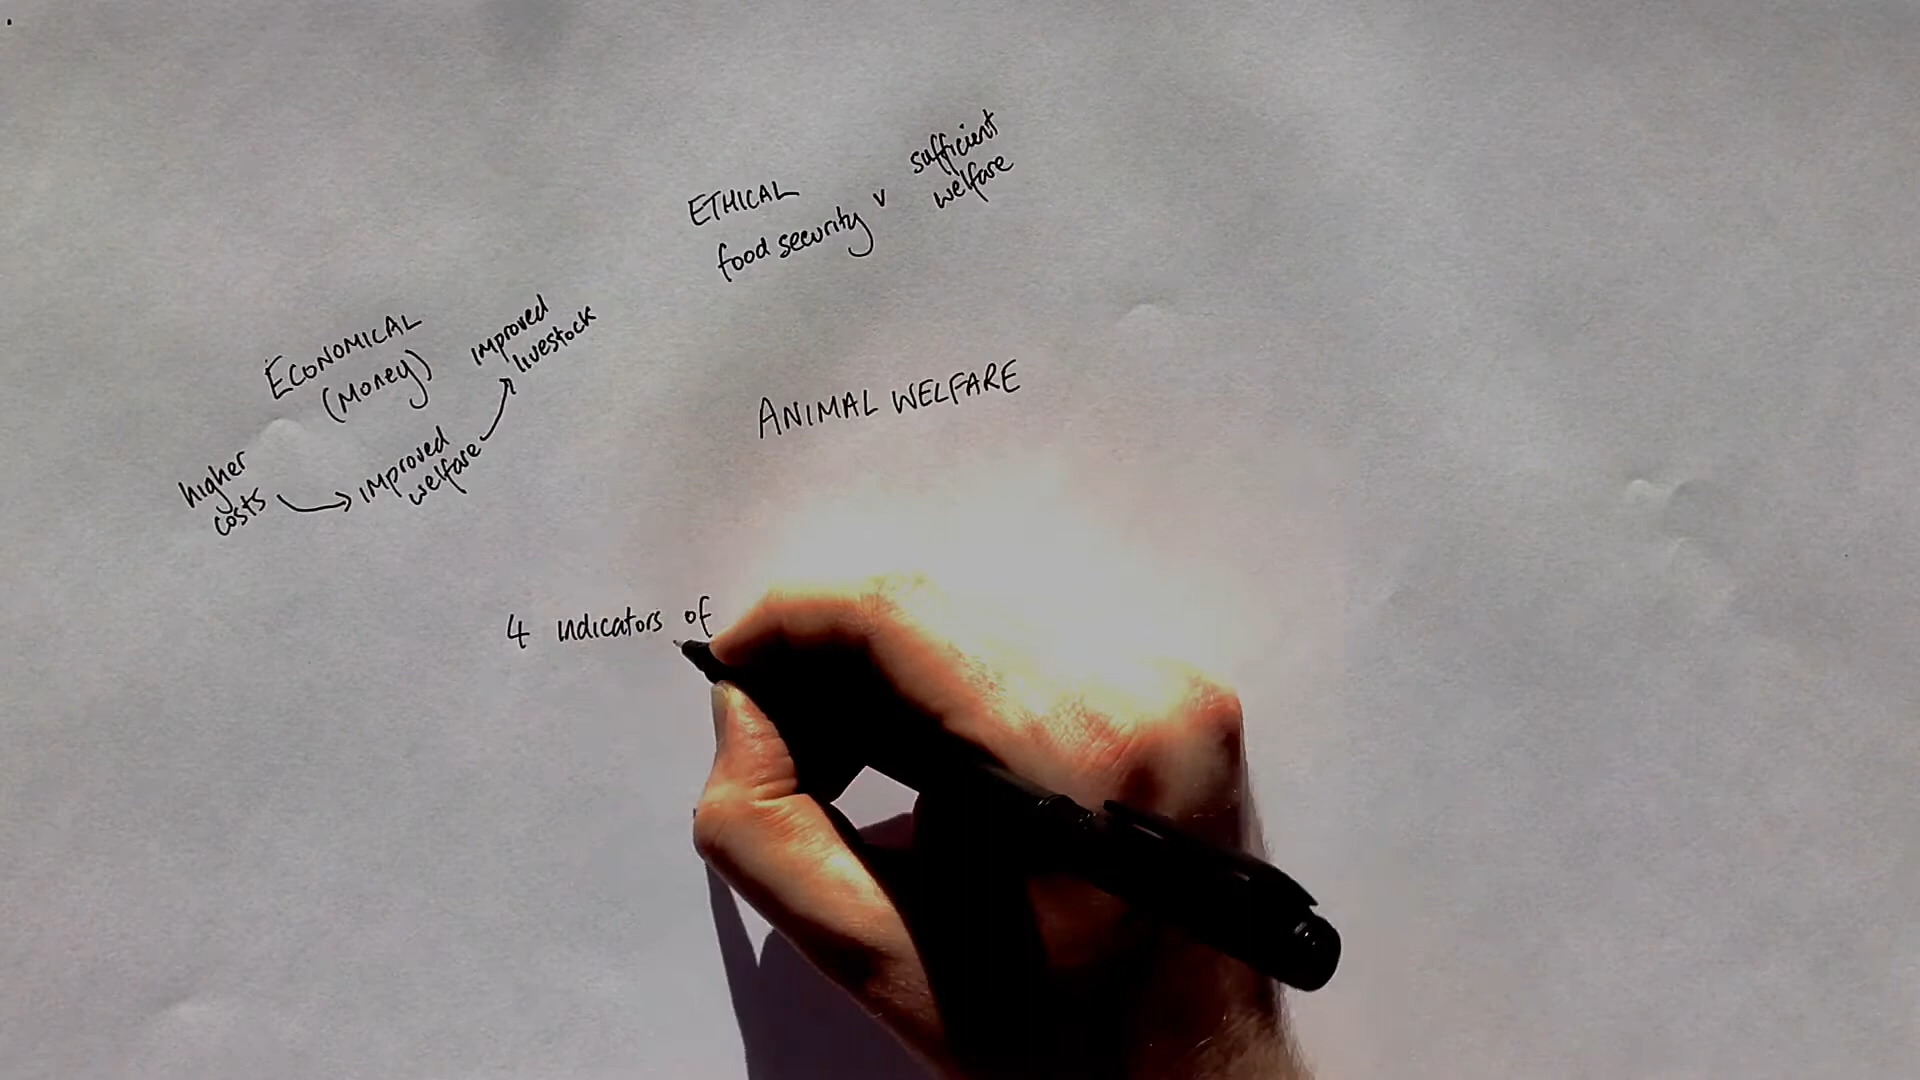 ETHICAL
food security v sufficient
welfare
ECONOMICAL
(Money)
higher
costs
improved
welfare
improved
livestock
ANIMAL WELFARE
4 indicators of